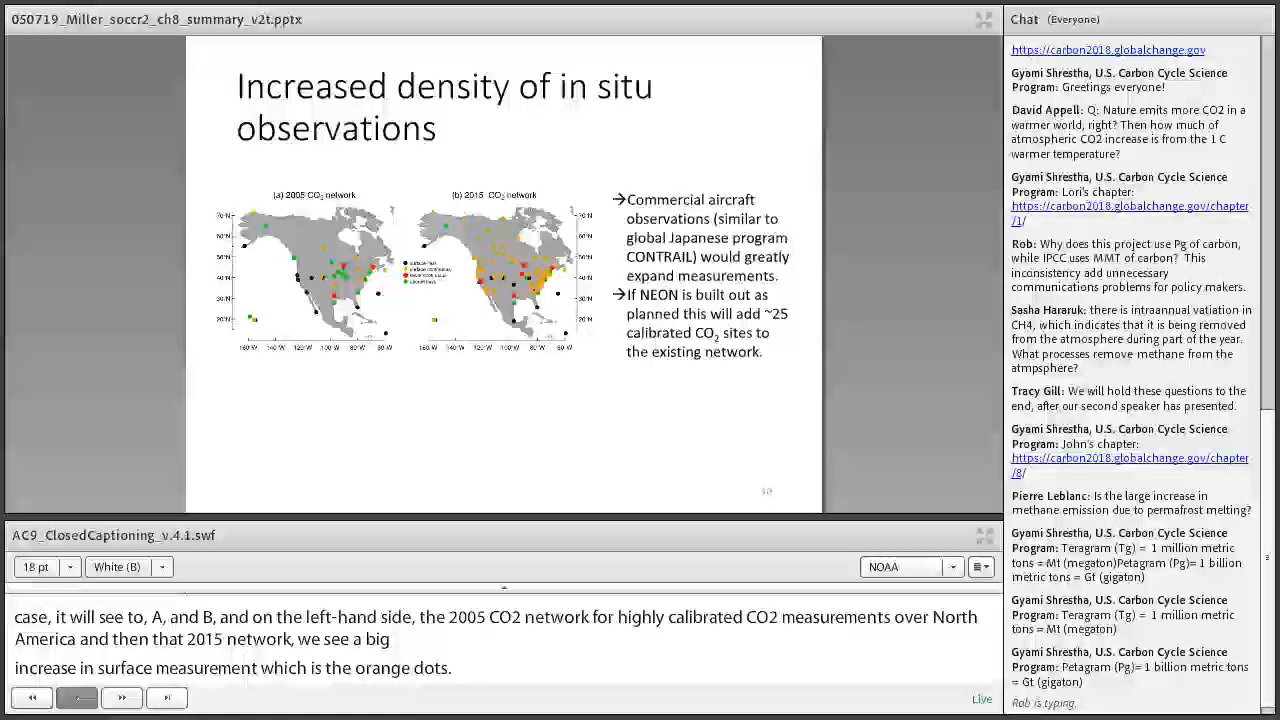 050719_Miller_soccr2_ch8_summary_v2t.pptx
Increased density of in situ
observations
(a) 2005 CO2 network
(b) 2015 CO2 network
→Commercial aircraft
observations (similar to
global Japanese program
CONTRAIL) would greatly
expand measurements.
→If NEON is built out as
planned this will add ~25
calibrated CO2 sites to
the existing network.
AC9_ClosedCaptioning_v.4.1.swf
18 pt
White (B)
NOAA
case, it will see to, A, and B, and on the left-hand side, the 2005 CO2 network for highly calibrated CO2 measurements over North
America and then that 2015 network, we see a big
increase in surface measurement which is the orange dots.
Live
Chat (Everyone)
https://carbon2018.globalchange.gov
Gyami Shrestha, U.S. Carbon Cycle Science
Program: Greetings everyone!
David Appell: Q: Nature emits more CO2 in a
warmer world, right? Then how much of
atmospheric CO2 increase is from the 1 C
warmer temperature?
Gyami Shrestha, U.S. Carbon Cycle Science
Program: Lori's chapter:
https://carbon2018.globalchange.gov/chapter
/1/
Rob: Why does this project use Pg of carbon,
while IPCC uses MMT of carbon? This
inconsistency add unnecessary
communications problems for policy makers.
Sasha Hararuk: there is intraannual variation in
CH4, which indicates that it is being removed
from the atmosphere during part of the year.
What processes remove methane from the
atmpsphere?
Tracy Gill: We will hold these questions to the
end, after our second speaker has presented.
Gyami Shrestha, U.S. Carbon Cycle Science
Program: John's chapter:
https://carbon2018.globalchange.gov/chapter
/8/
Pierre Leblanc: Is the large increase in
methane emission due to permafrost melting?
Gyami Shrestha, U.S. Carbon Cycle Science
Program: Teragram (Tg) = 1 million metric
tons = Mt (megaton)Petagram (Pg)= 1 billion
metric tons = Gt (gigaton)
Gyami Shrestha, U.S. Carbon Cycle Science
Program: Teragram (Tg) = 1 million metric
tons = Mt (megaton)
Gyami Shrestha, U.S. Carbon Cycle Science
Program: Petagram (Pg)= 1 billion metric tons
= Gt (gigaton)
Rob is typing.